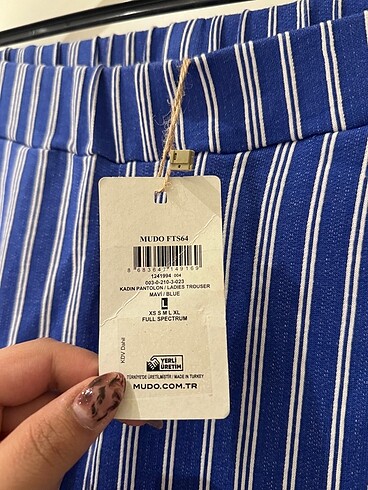 MUDO FTS64
8 683647 149169
1241994 004
003-0-210-3-023
KADIN PANTOLON / LADIES TROUSER
MAVİ / BLUE
L
XS S M L XL
FULL SPECTRUM
KDV Dahil
YERLİ
ÜRETİM
TÜRKİYE'DE ÜRETİLMİŞTİR / MADE IN TURKEY
MUDO.COM.TR